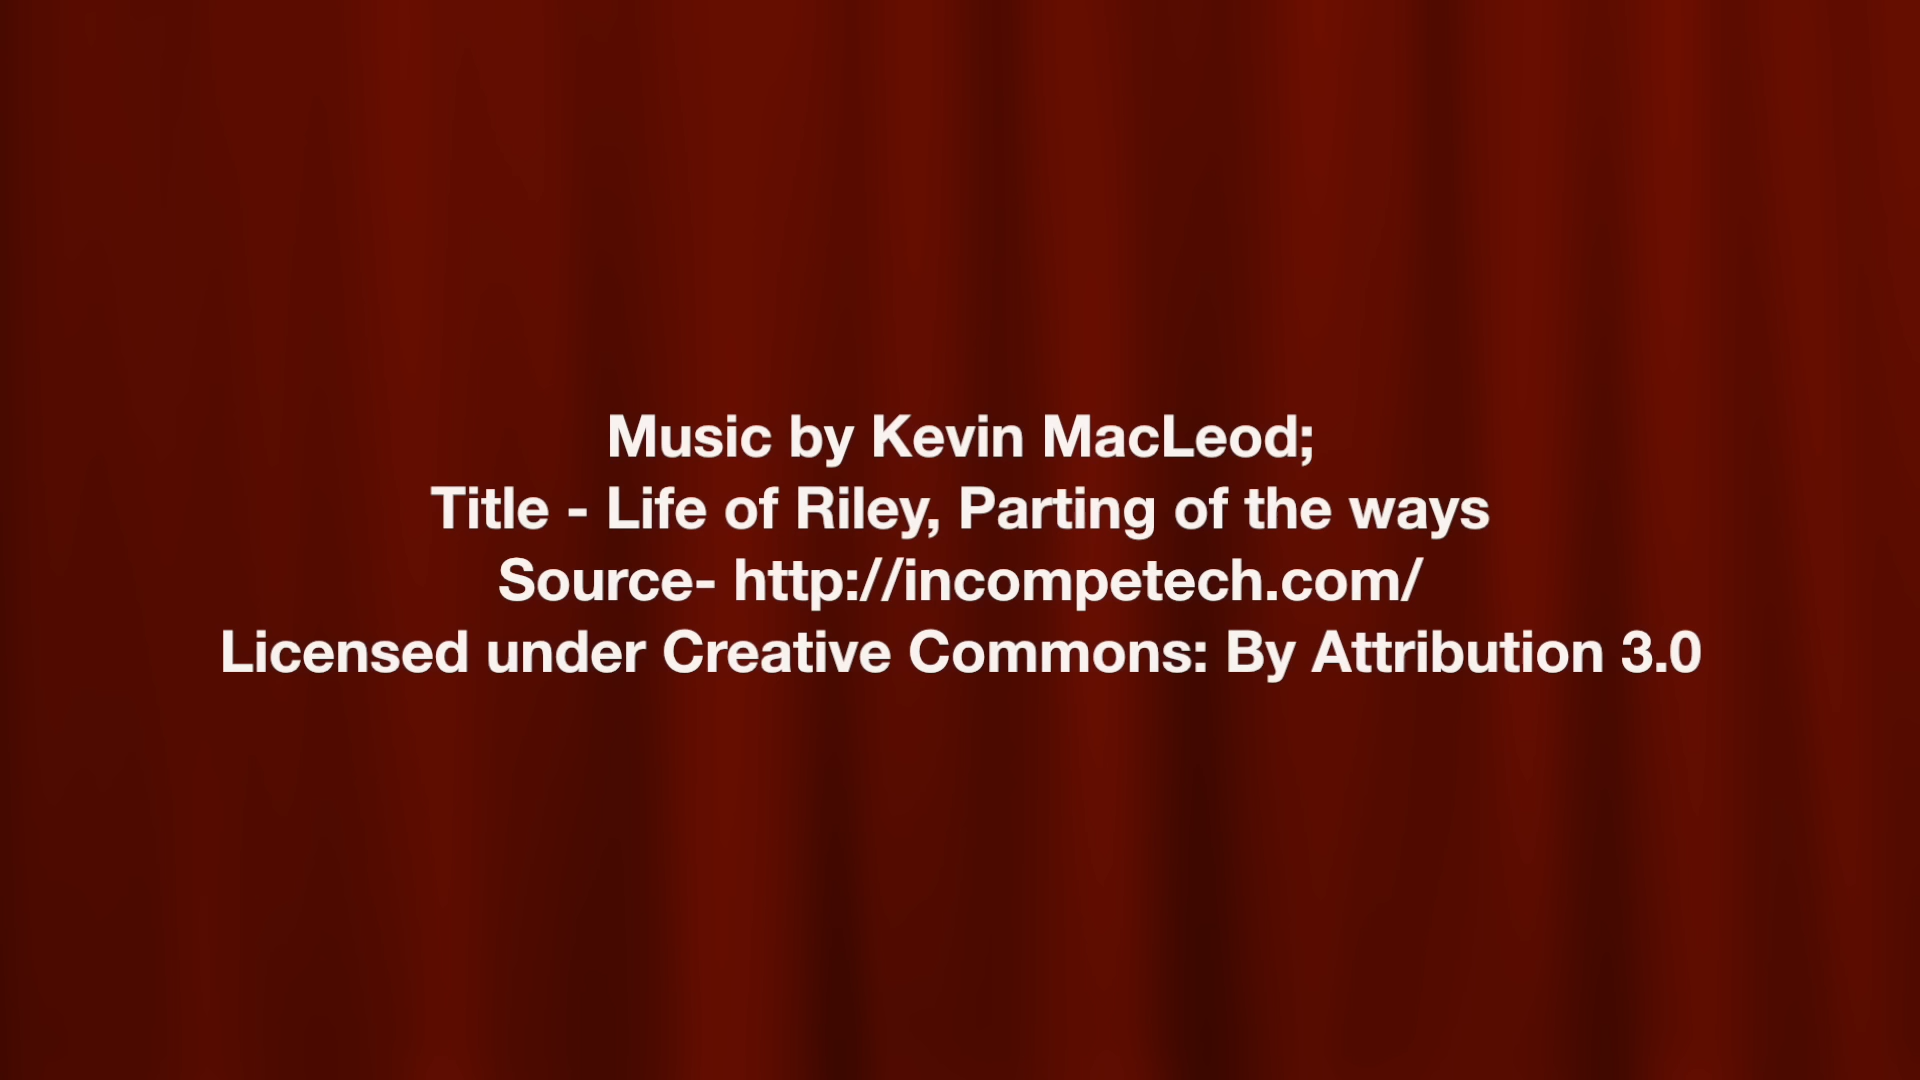 Music by Kevin MacLeod;
Title - Life of Riley, Parting of the ways
Source- http://incompetech.com/
Licensed under Creative Commons: By Attribution 3.0